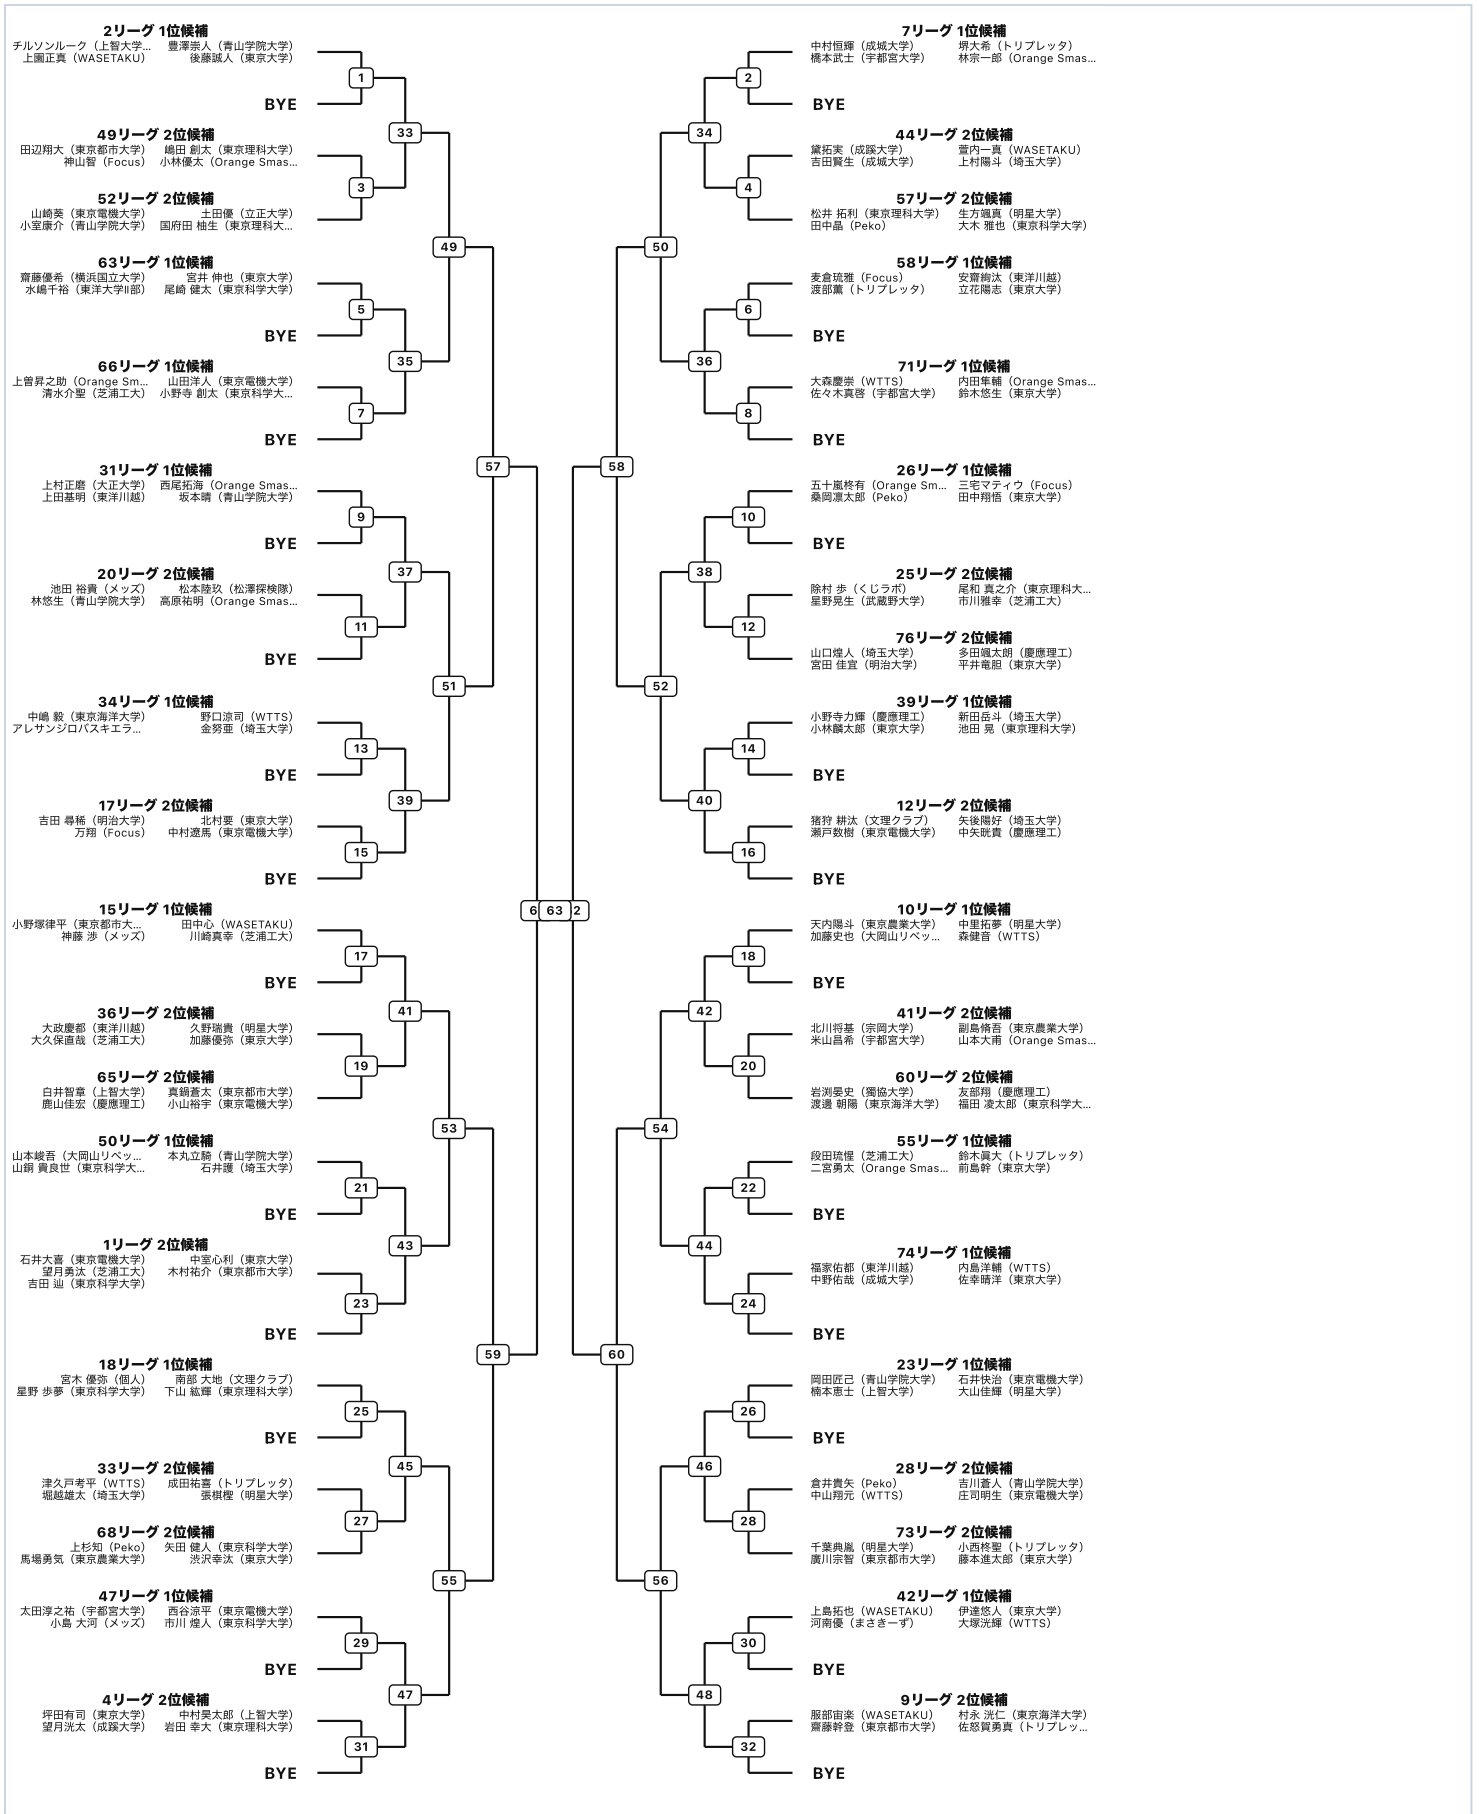 2リーグ 1位候補
チルソンルーク（上智大学... 豊澤崇人（青山学院大学）
上園正真（WASETAKU） 後藤誠人（東京大学）
1
BYE
33
49リーグ 2位候補
田辺翔大（東京都市大学） 嶋田 創太（東京理科大学）
神山智（Focus） 小林優太（Orange Smas...
3
52リーグ 2位候補
山崎葵（東京電機大学） 土田優（立正大学）
小室康介（青山学院大学） 国府田 柚生（東京理科大...
49
63リーグ 1位候補
齋藤優希（横浜国立大学） 宮井 伸也（東京大学）
水嶋千裕（東洋大学II部） 尾崎 健太（東京科学大学）
5
BYE
35
66リーグ 1位候補
上曽昇之助（Orange Sm... 山田洋人（東京電機大学）
清水介聖（芝浦工大） 小野寺 創太（東京科学大...
7
BYE
57
31リーグ 1位候補
上村正磨（大正大学） 西尾拓海（Orange Smas...
上田基明（東洋川越） 坂本晴（青山学院大学）
9
BYE
37
20リーグ 2位候補
池田 裕貴（メッズ） 松本陸玖（松澤探検隊）
林悠生（青山学院大学） 高原祐明（Orange Smas...
11
BYE
51
34リーグ 1位候補
中嶋 毅（東京海洋大学） 野口涼司（WTTS）
アレサンジロバスキエラ... 金努亜（埼玉大学）
13
BYE
39
17リーグ 2位候補
吉田 尋稀（明治大学） 北村要（東京大学）
万翔（Focus） 中村遼馬（東京電機大学）
15
BYE
6 63 2
15リーグ 1位候補
小野塚律平（東京都市大... 田中心（WASETAKU）
神藤 渉（メッズ） 川崎真幸（芝浦工大）
17
BYE
41
36リーグ 2位候補
大政慶都（東洋川越） 久野瑞貴（明星大学）
大久保直哉（芝浦工大） 加藤優弥（東京大学）
19
65リーグ 2位候補
白井智章（上智大学） 真鍋蒼太（東京都市大学）
鹿山佳宏（慶應理工） 小山裕宇（東京電機大学）
53
50リーグ 1位候補
山本峻吾（大岡山リベッ... 本丸立騎（青山学院大学）
山銅 貴良世（東京科学大... 石井護（埼玉大学）
21
BYE
43
1リーグ 2位候補
石井大喜（東京電機大学） 中室心利（東京大学）
望月勇汰（芝浦工大） 木村祐介（東京都市大学）
吉田 辿（東京科学大学）
23
BYE
59
18リーグ 1位候補
宮木 優弥（個人） 南部 大地（文理クラブ）
星野 歩夢（東京科学大学） 下山 紘輝（東京理科大学）
25
BYE
45
33リーグ 2位候補
津久戸考平（WTTS） 成田祐喜（トリプレッタ）
堀越雄太（埼玉大学） 張棋樫（明星大学）
27
68リーグ 2位候補
上杉知（Peko） 矢田 健人（東京科学大学）
馬場勇気（東京農業大学） 渋沢幸汰（東京大学）
55
47リーグ 1位候補
太田淳之祐（宇都宮大学） 西谷涼平（東京電機大学）
小島 大河（メッズ） 市川 煌人（東京科学大学）
29
BYE
47
4リーグ 2位候補
坪田有司（東京大学） 中村昊太郎（上智大学）
望月洸太（成蹊大学） 岩田 幸大（東京理科大学）
31
BYE
7リーグ 1位候補
中村恒輝（成城大学） 堺大希（トリプレッタ）
橋本武士（宇都宮大学） 林宗一郎（Orange Smas...
2
BYE
34
44リーグ 2位候補
黛拓実（成蹊大学） 萱内一真（WASETAKU）
吉田賢生（成城大学） 上村陽斗（埼玉大学）
4
57リーグ 2位候補
松井 拓利（東京理科大学） 生方颯真（明星大学）
田中晶（Peko） 大木 雅也（東京科学大学）
50
58リーグ 1位候補
麦倉琉雅（Focus） 安齋絢汰（東洋川越）
渡部薫（トリプレッタ） 立花陽志（東京大学）
6
BYE
36
71リーグ 1位候補
大森慶崇（WTTS） 内田隼輔（Orange Smas...
佐々木真啓（宇都宮大学） 鈴木悠生（東京大学）
8
BYE
58
26リーグ 1位候補
五十嵐柊有（Orange Sm... 三宅マティウ（Focus）
桑岡凛太郎（Peko） 田中翔悟（東京大学）
10
BYE
38
25リーグ 2位候補
除村 歩（くじラボ） 尾和 真之介（東京理科大...
星野晃生（武蔵野大学） 市川雅幸（芝浦工大）
12
76リーグ 2位候補
山口煌人（埼玉大学） 多田颯太朗（慶應理工）
宮田 佳宜（明治大学） 平井竜胆（東京大学）
52
39リーグ 1位候補
小野寺力輝（慶應理工） 新田岳斗（埼玉大学）
小林麟太郎（東京大学） 池田 晃（東京理科大学）
14
BYE
40
12リーグ 2位候補
猪狩 耕汰（文理クラブ） 矢後陽好（埼玉大学）
瀬戸数樹（東京電機大学） 中矢晄貴（慶應理工）
16
BYE
10リーグ 1位候補
天内陽斗（東京農業大学） 中里拓夢（明星大学）
加藤史也（大岡山リベッ... 森健音（WTTS）
18
BYE
42
41リーグ 2位候補
北川将基（宗岡大学） 副島脩吾（東京農業大学）
米山昌希（宇都宮大学） 山本大甫（Orange Smas...
20
60リーグ 2位候補
岩渕晏史（獨協大学） 友部翔（慶應理工）
渡邊 朝陽（東京海洋大学） 福田 凌太郎（東京科学大...
54
55リーグ 1位候補
段田琉惺（芝浦工大） 鈴木眞大（トリプレッタ）
二宮勇太（Orange Smas... 前島幹（東京大学）
22
BYE
44
74リーグ 1位候補
福家佑都（東洋川越） 内島洋輔（WTTS）
中野佑哉（成城大学） 佐幸晴洋（東京大学）
24
BYE
60
23リーグ 1位候補
岡田匠己（青山学院大学） 石井快治（東京電機大学）
楠本恵士（上智大学） 大山佳輝（明星大学）
26
BYE
46
28リーグ 2位候補
倉井貴矢（Peko） 吉川蒼人（青山学院大学）
中山翔元（WTTS） 庄司明生（東京電機大学）
28
73リーグ 2位候補
千葉典胤（明星大学） 小西柊聖（トリプレッタ）
廣川宗智（東京都市大学） 藤本進太郎（東京大学）
56
42リーグ 1位候補
上島拓也（WASETAKU） 伊達悠人（東京大学）
河南優（まさきーず） 大塚洸輝（WTTS）
30
BYE
48
9リーグ 2位候補
服部宙楽（WASETAKU） 村永 洸仁（東京海洋大学）
齋藤幹登（東京都市大学） 佐怒賀勇真（トリプレッ...
32
BYE